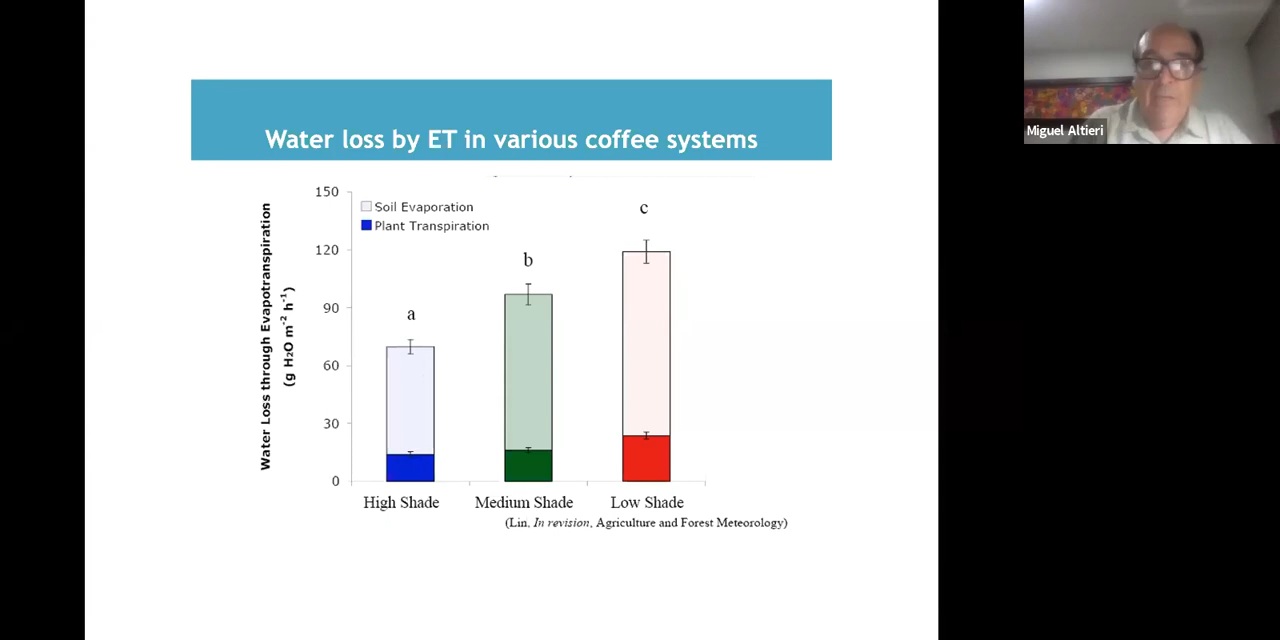 Water loss by ET in various coffee systems
Miguel Altieri
Water Loss through Evapotranspiration
(g H₂O m⁻² h⁻¹)
150
120
90
60
30
0
Soil Evaporation
Plant Transpiration
a
b
c
High Shade
Medium Shade
Low Shade
(Lin, In revision, Agriculture and Forest Meteorology)